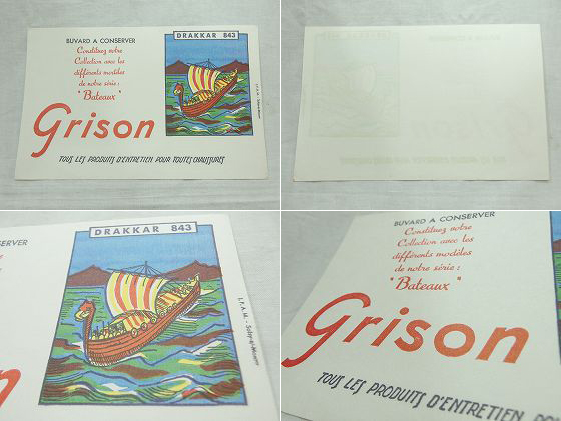 BUVARD A CONSERVER
Constituez votre
Collection avec les
différents modèles
de notre série :
"Bateaux"
Grison
TOUS LES PRODUITS D'ENTRETIEN POUR TOUTES CHAUSSURES
DRAKKAR 843
DRAKKAR 843
I.P.A.M. -
BUVARD A CONSERVER
Constituez votre
Collection avec les
différents modèles
de notre série :
"Bateaux"
Grison
TOUS LES PRODUITS D'ENTRETIEN